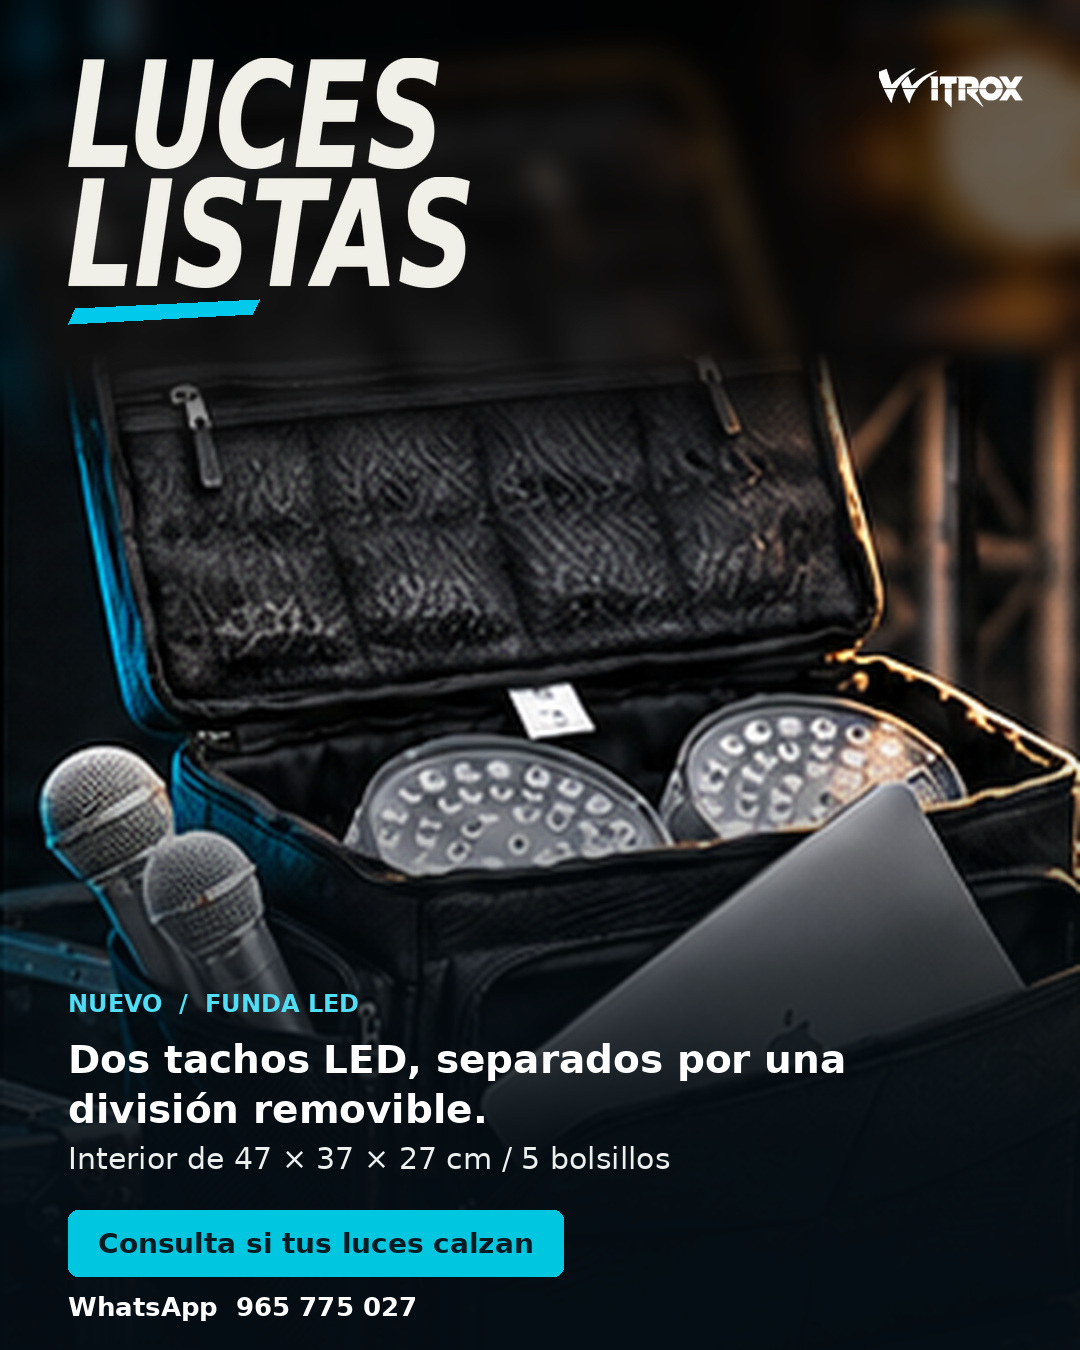 LUCES
LISTAS
WITROX
NUEVO / FUNDA LED
Dos tachos LED, separados por una
división removible.
Interior de 47 × 37 × 27 cm / 5 bolsillos
Consulta si tus luces calzan
WhatsApp 965 775 027